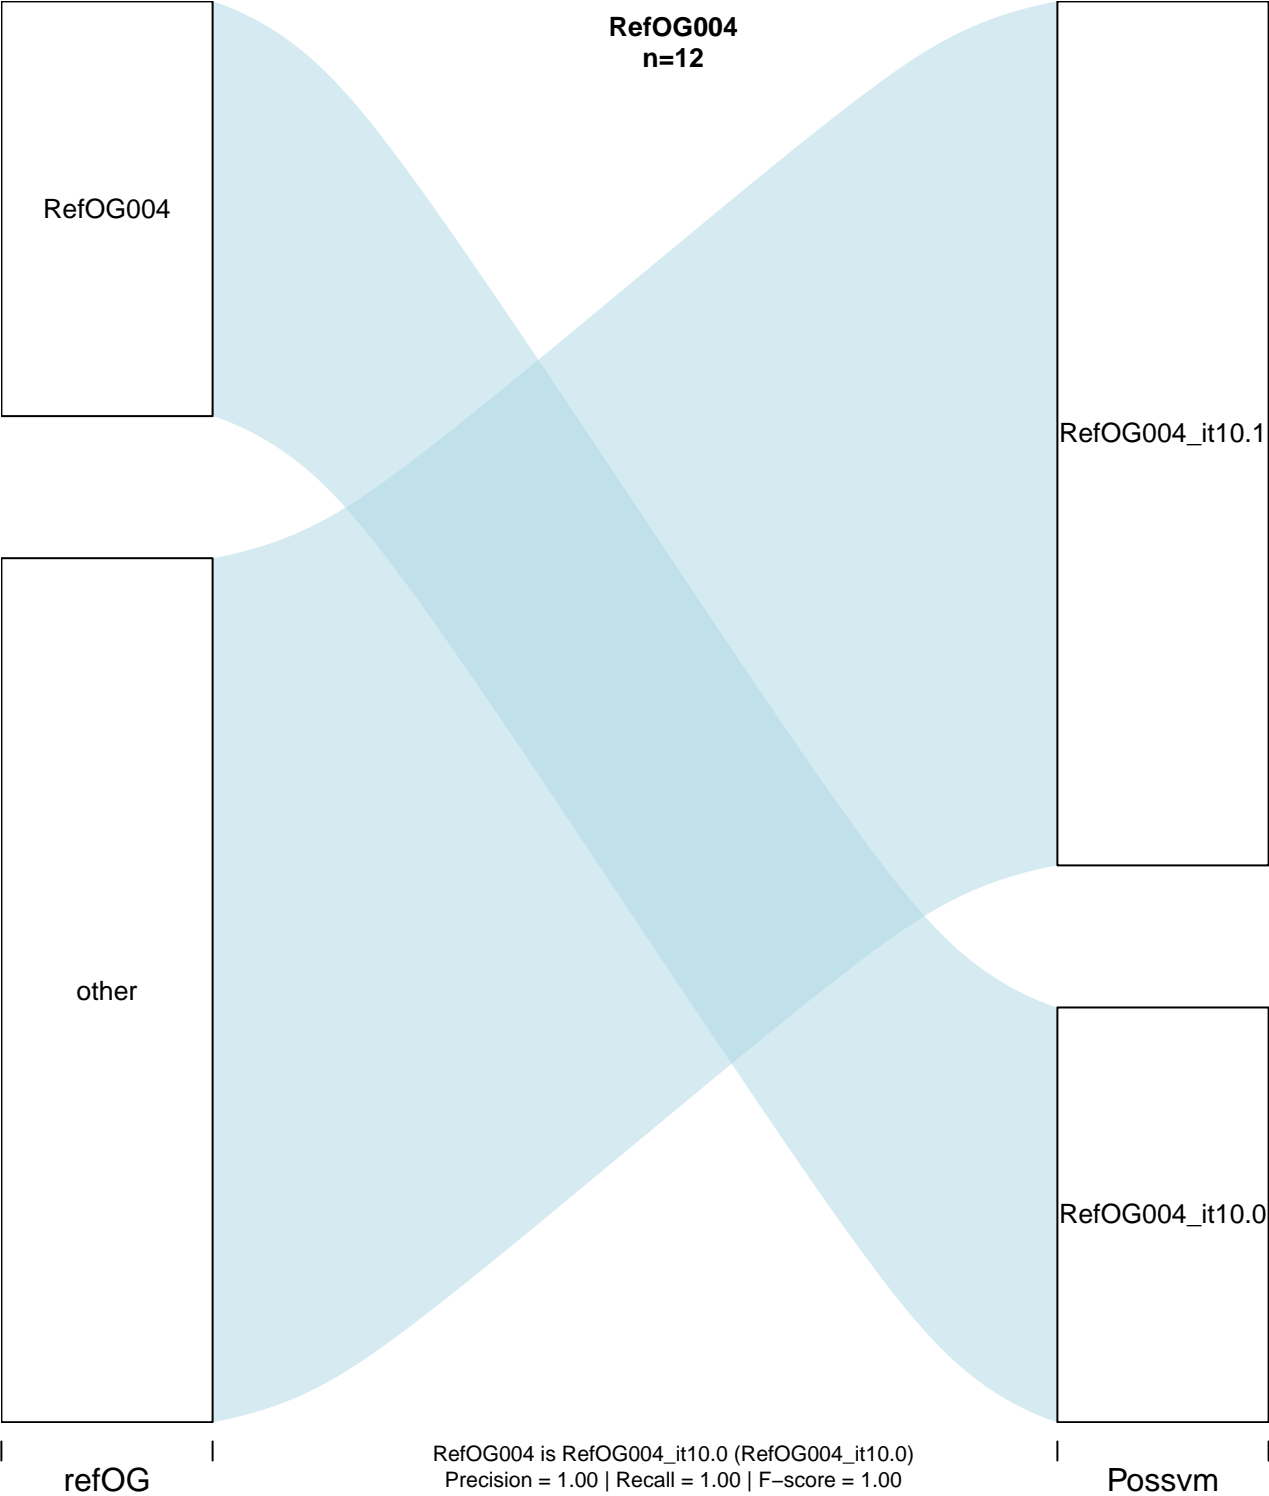 RefOG004
n=12
RefOG004
RefOG004_it10.1
other
RefOG004_it10.0
RefOG004 is RefOG004_it10.0 (RefOG004_it10.0)
Precision = 1.00 | Recall = 1.00 | F−score = 1.00
refOG
Possvm